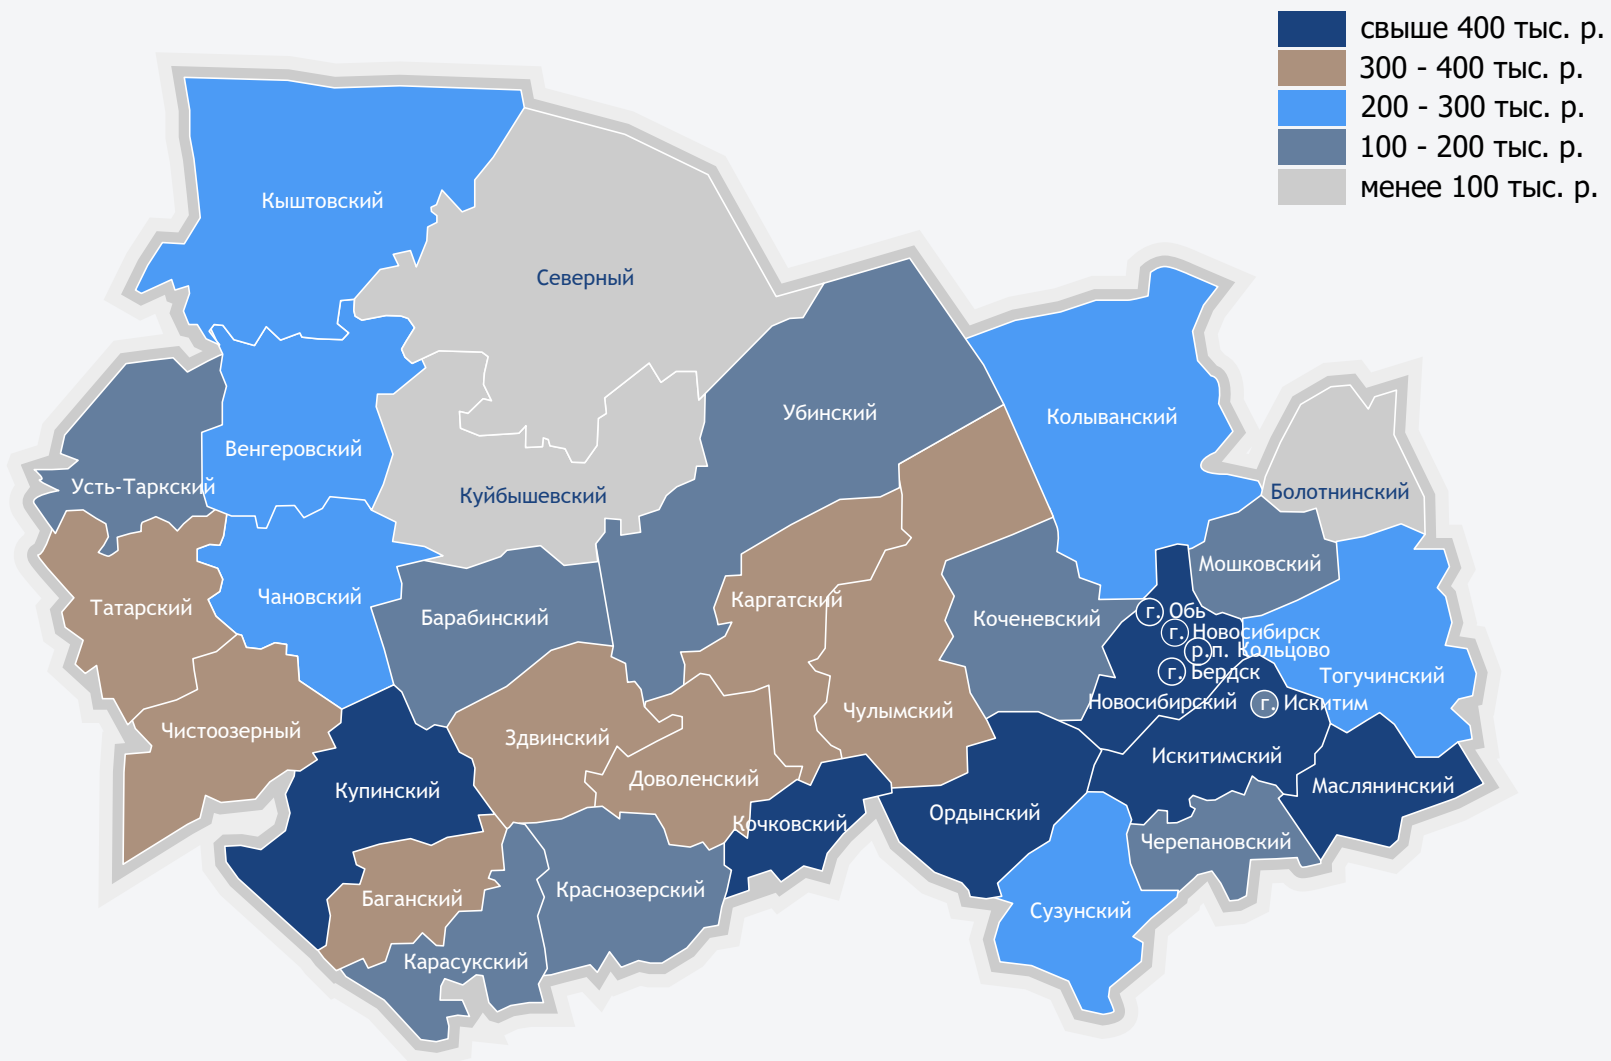 свыше 400 тыс. р.
300 - 400 тыс. р.
200 - 300 тыс. р.
100 - 200 тыс. р.
менее 100 тыс. р.
Кыштовский
Северный
Убинский
Колыванский
Венгеровский
Усть-Таркский
Куйбышевский
Болотнинский
Мошковский
Чановский
Татарский
Каргатский
Барабинский
Коченевский
г. Обь
г. Новосибирск
р.п. Кольцово
г. Бердск
Тогучинский
Новосибирский
г. Искитим
Чулымский
Чистоозерный
Здвинский
Искитимский
Доволенский
Маслянинский
Купинский
Ордынский
Кочковский
Черепановский
Краснозерский
Баганский
Сузунский
Карасукский